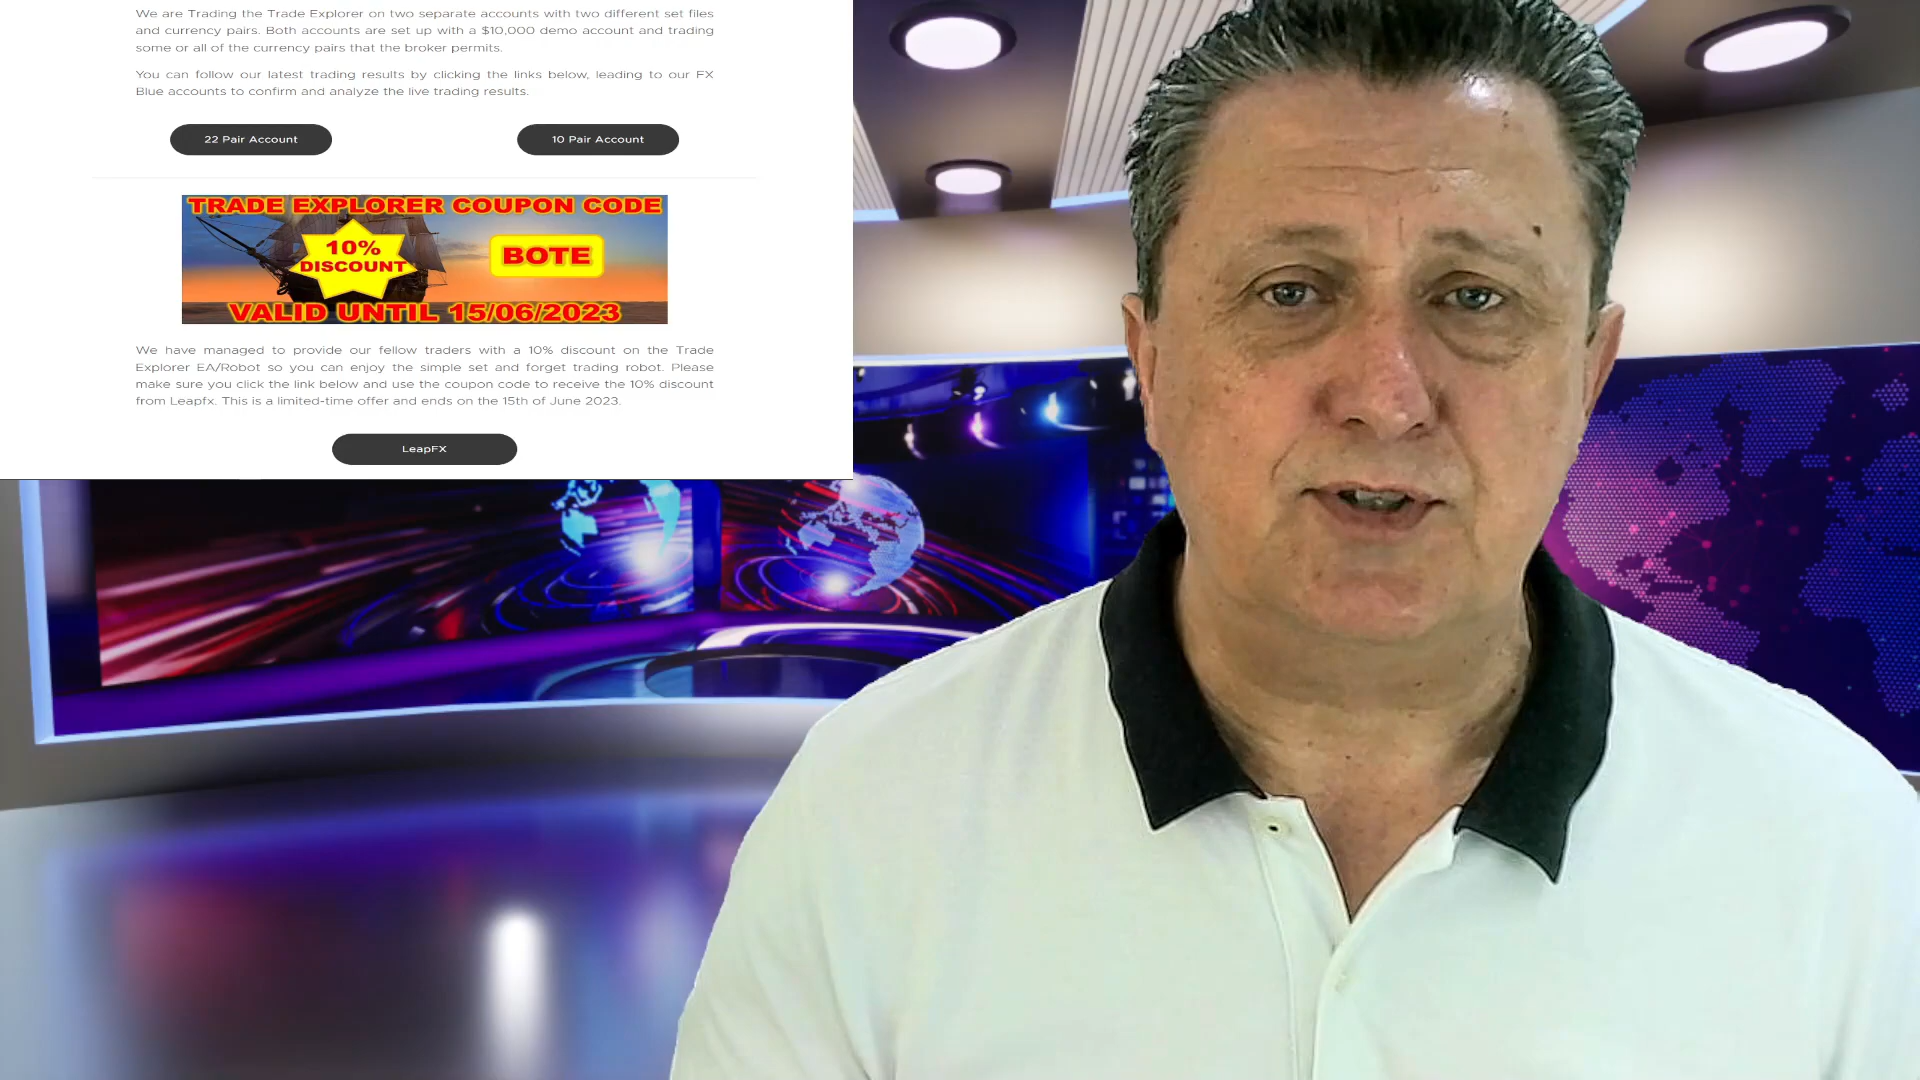 We are Trading the Trade Explorer on two separate accounts with two different set files
and currency pairs. Both accounts are set up with a $10,000 demo account and trading
some or all of the currency pairs that the broker permits.
You can follow our latest trading results by clicking the links below, leading to our FX
Blue accounts to confirm and analyze the live trading results.
22 Pair Account
10 Pair Account
TRADE EXPLORER COUPON CODE
10%
DISCOUNT
BOTE
VALID UNTIL 15/06/2023
We have managed to provide our fellow traders with a 10% discount on the Trade
Explorer EA/Robot so you can enjoy the simple set and forget trading robot. Please
make sure you click the link below and use the coupon code to receive the 10% discount
from Leapfx. This is a limited-time offer and ends on the 15th of June 2023.
LeapFX